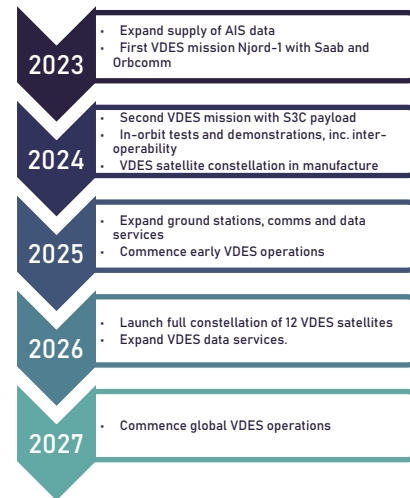 2023
• Expand supply of AIS data
• First VDES mission Njord-1 with Saab and
Orbcomm
2024
• Second VDES mission with S3C payload
• In-orbit tests and demonstrations, inc. inter-
operability
• VDES satellite constellation in manufacture
2025
• Expand ground stations, comms and data
services
• Commence early VDES operations
2026
• Launch full constellation of 12 VDES satellites
• Expand VDES data services.
2027
• Commence global VDES operations